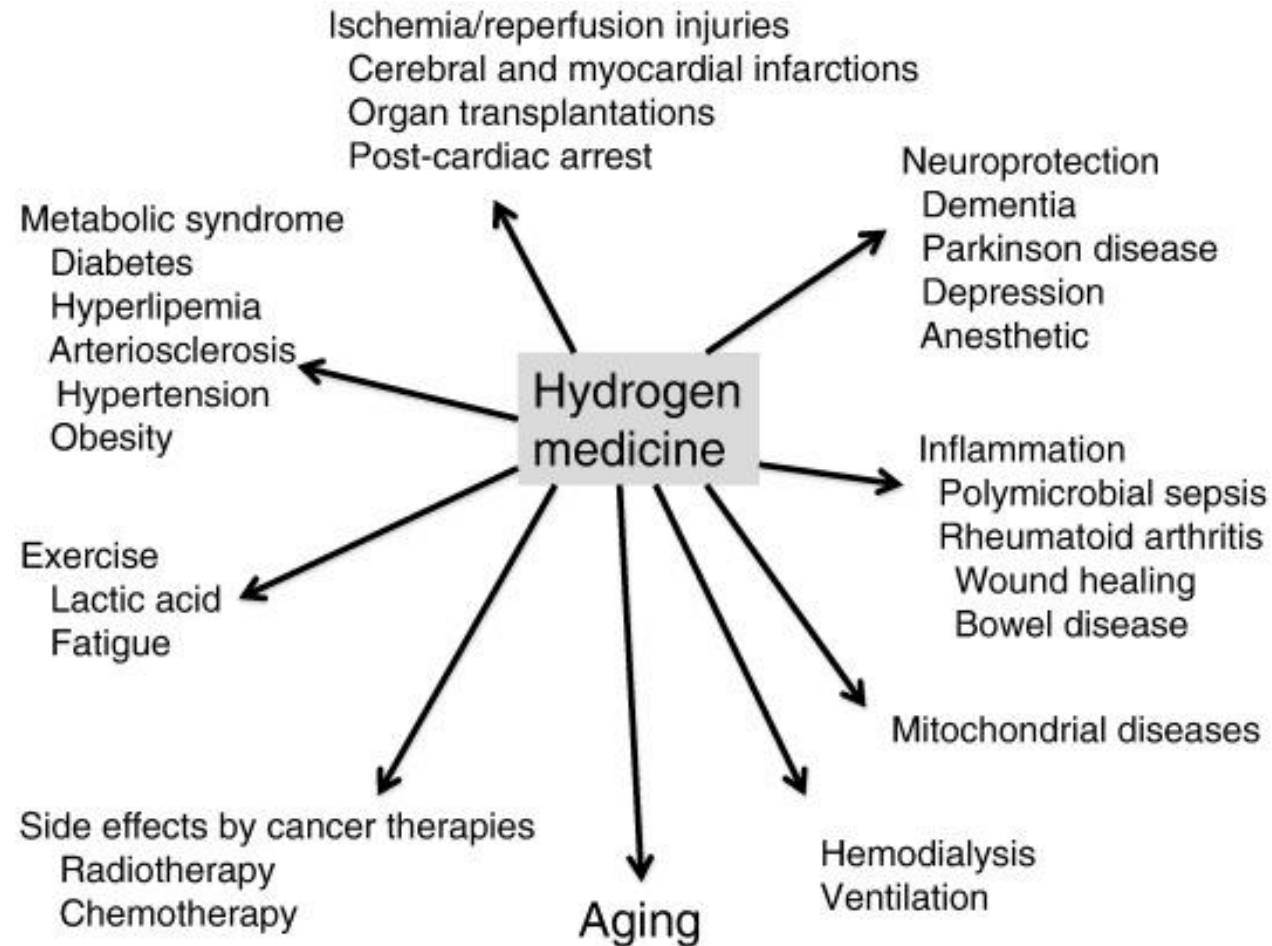 Ischemia/reperfusion injuries
Cerebral and myocardial infarctions
Organ transplantations
Post-cardiac arrest
Neuroprotection
Dementia
Parkinson disease
Depression
Anesthetic
Metabolic syndrome
Diabetes
Hyperlipemia
Arteriosclerosis
Hypertension
Obesity
Hydrogen
medicine
Inflammation
Polymicrobial sepsis
Rheumatoid arthritis
Wound healing
Bowel disease
Exercise
Lactic acid
Fatigue
Mitochondrial diseases
Side effects by cancer therapies
Radiotherapy
Chemotherapy
Aging
Hemodialysis
Ventilation